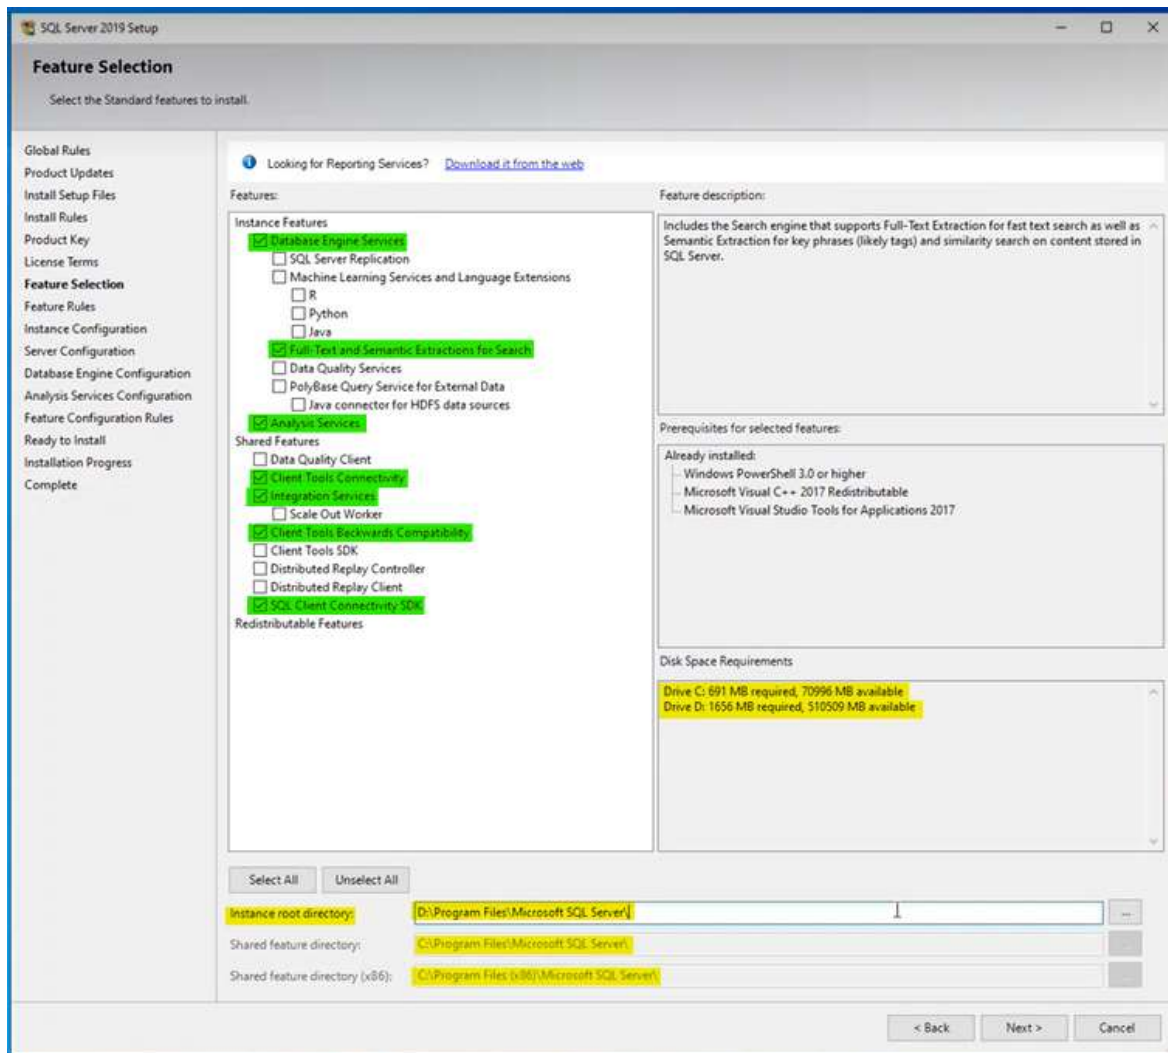 SQL Server 2019 Setup
Feature Selection
Select the Standard features to install.
Global Rules
Product Updates
Install Setup Files
Install Rules
Product Key
License Terms
Feature Selection
Feature Rules
Instance Configuration
Server Configuration
Database Engine Configuration
Analysis Services Configuration
Feature Configuration Rules
Ready to Install
Installation Progress
Complete
Looking for Reporting Services? Download it from the web
Features:
Instance Features
Database Engine Services
SQL Server Replication
Machine Learning Services and Language Extensions
R
Python
Java
Full-Text and Semantic Extractions for Search
Data Quality Services
PolyBase Query Service for External Data
Java connector for HDFS data sources
Analysis Services
Shared Features
Data Quality Client
Client Tools Connectivity
Integration Services
Scale Out Worker
Client Tools Backwards Compatibility
Client Tools SDK
Distributed Replay Controller
Distributed Replay Client
SQL Client Connectivity SDK
Redistributable Features
Feature description:
Includes the Search engine that supports Full-Text Extraction for fast text search as well as
Semantic Extraction for key phrases (likely tags) and similarity search on content stored in
SQL Server.
Prerequisites for selected features:
Already installed:
Windows PowerShell 3.0 or higher
Microsoft Visual C++ 2017 Redistributable
Microsoft Visual Studio Tools for Applications 2017
Disk Space Requirements
Drive C: 691 MB required, 70996 MB available
Drive D: 1656 MB required, 510509 MB available
Select All
Unselect All
Instance root directory: D:\Program Files\Microsoft SQL Server\ ...
Shared feature directory: C:\Program Files\Microsoft SQL Server\
Shared feature directory (x86): C:\Program Files (x86)\Microsoft SQL Server\
< Back
Next >
Cancel